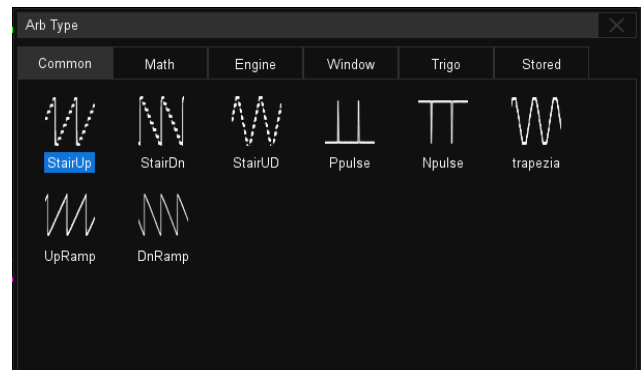 Arb Type
Common Math Engine Window Trigo Stored
StairUp StairDn StairUD Ppulse Npulse trapezia
UpRamp DnRamp